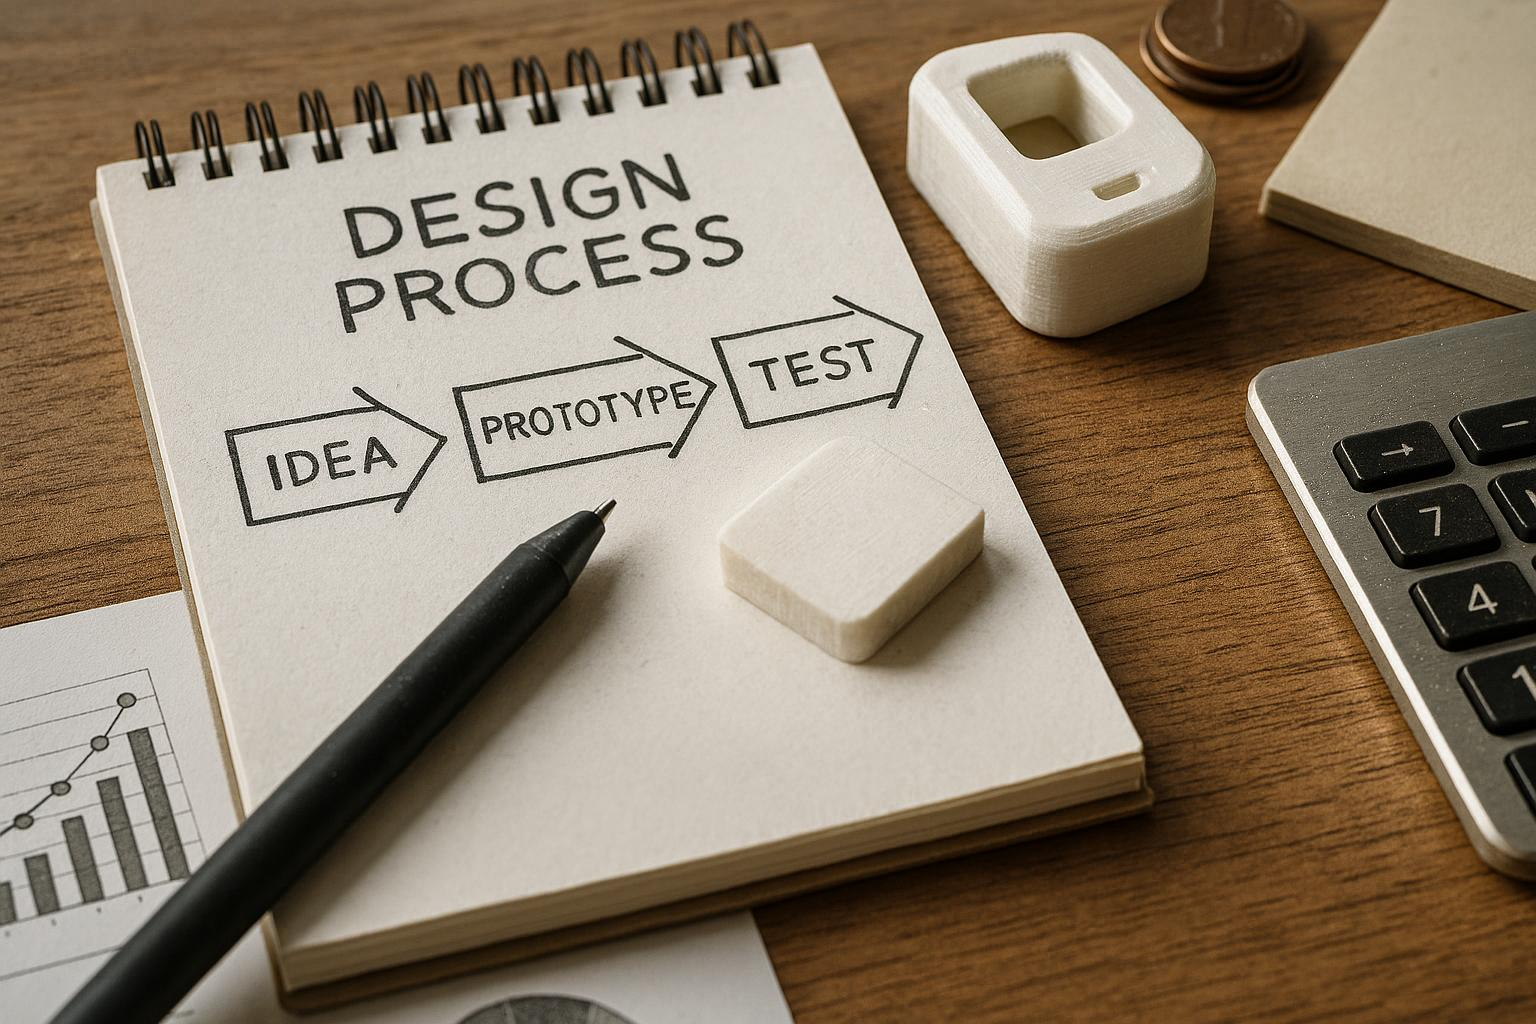 DESIGN
PROCESS
IDEA
PROTOTYPE
TEST
7
4
1